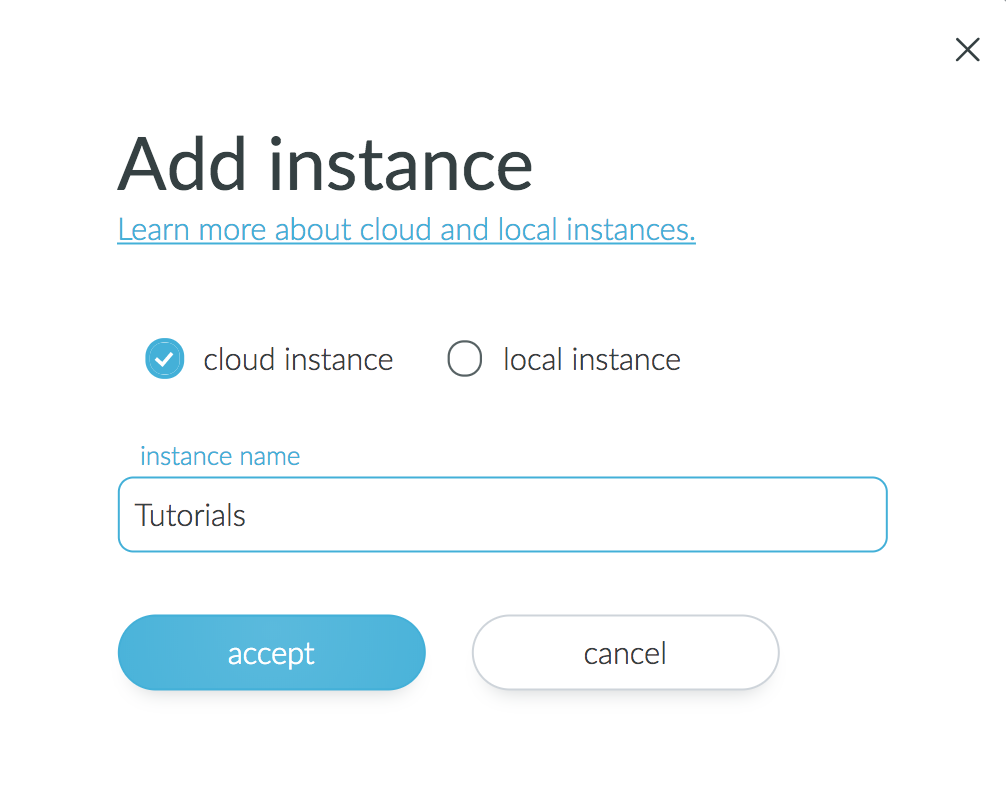 Add instance
Learn more about cloud and local instances.
cloud instance local instance
instance name
Tutorials
accept cancel